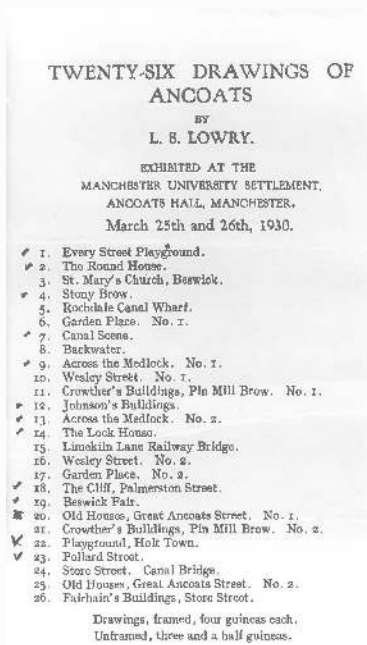 TWENTY-SIX DRAWINGS OF
ANCOATS
BY
L. S. LOWRY.
EXHIBITED AT THE
MANCHESTER UNIVERSITY SETTLEMENT,
ANCOATS HALL, MANCHESTER.
March 25th and 26th, 1930.
1. Every Street Playground.
2. The Round House.
3. St. Mary's Church, Beswick.
4. Stony Brow.
5. Rochdale Canal Wharf.
6. Garden Place. No. 1.
7. Canal Scene.
8. Backwater.
9. Across the Medlock. No. 1.
10. Wesley Street. No. 1.
11. Crowther's Buildings, Pin Mill Brow. No. 1.
12. Johnson's Buildings.
13. Across the Medlock. No. 2.
14. The Lock House.
15. Limekiln Lane Railway Bridge.
16. Wesley Street. No. 2.
17. Garden Place. No. 2.
18. The Cliff, Palmerston Street.
19. Beswick Fair.
20. Old Houses, Great Ancoats Street. No. 1.
21. Crowther's Buildings, Pin Mill Brow. No. 2.
22. Playground, Holt Town.
23. Pollard Street.
24. Store Street. Canal Bridge.
25. Old Houses, Great Ancoats Street. No. 2.
26. Fairbain's Buildings, Store Street.
Drawings, framed, four guineas each.
Unframed, three and a half guineas.